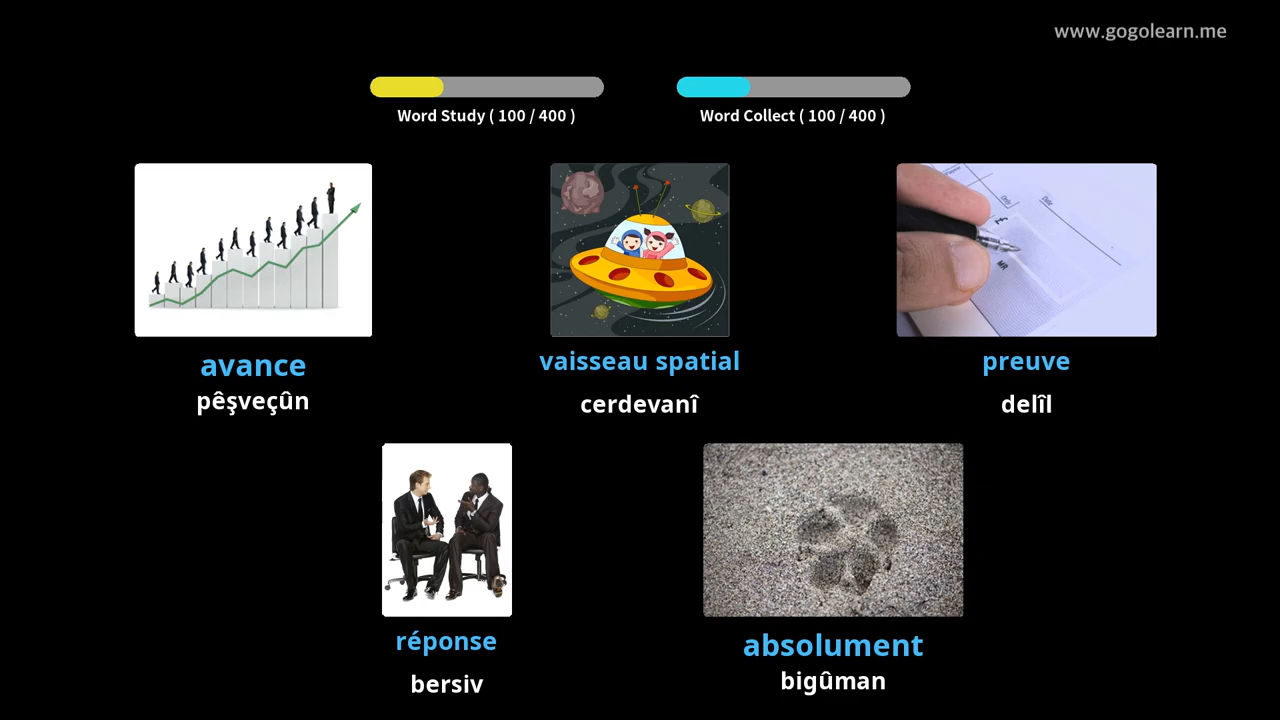 www.gogolearn.me
Word Study ( 100 / 400 )
Word Collect ( 100 / 400 )
avance
pêşveçûn
vaisseau spatial
cerdevanî
preuve
delîl
réponse
bersiv
absolument
bigûman